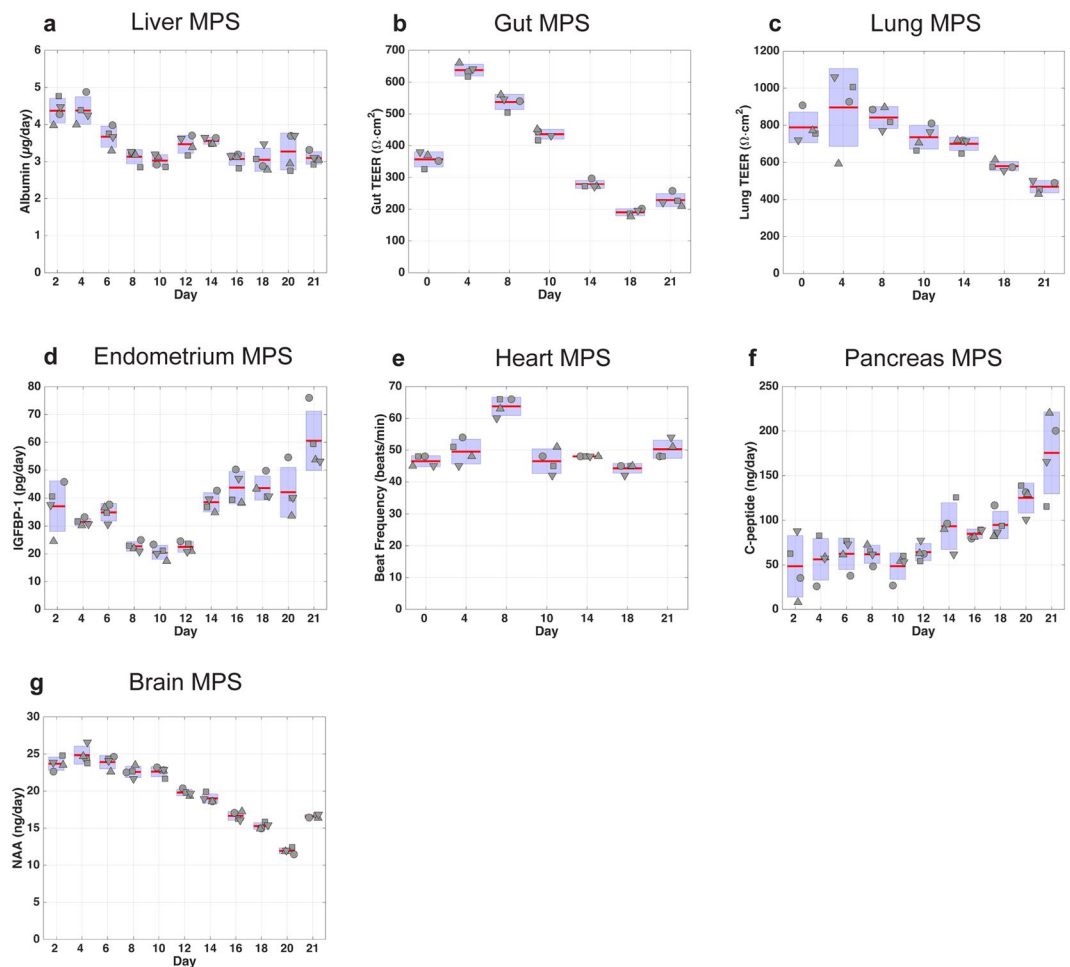 a Liver MPS
6
5
4
3
2
1
0
Albumin (µg/day)
2 4 6 8 10 12 14 16 18 20 21
Day
b Gut MPS
700
600
500
400
300
200
100
0
Gut TEER (Ω·cm²)
0 4 8 10 14 18 21
Day
c Lung MPS
1200
1000
800
600
400
200
0
Lung TEER (Ω·cm²)
0 4 8 10 14 18 21
Day
d Endometrium MPS
80
70
60
50
40
30
20
10
0
IGFBP-1 (pg/day)
2 4 6 8 10 12 14 16 18 20 21
Day
e Heart MPS
70
60
50
40
30
20
10
0
Beat Frequency (beats/min)
0 4 8 10 14 18 21
Day
f Pancreas MPS
250
200
150
100
50
0
C-peptide (ng/day)
2 4 6 8 10 12 14 16 18 20 21
Day
g Brain MPS
30
25
20
15
10
5
0
NAA (ng/day)
2 4 6 8 10 12 14 16 18 20 21
Day